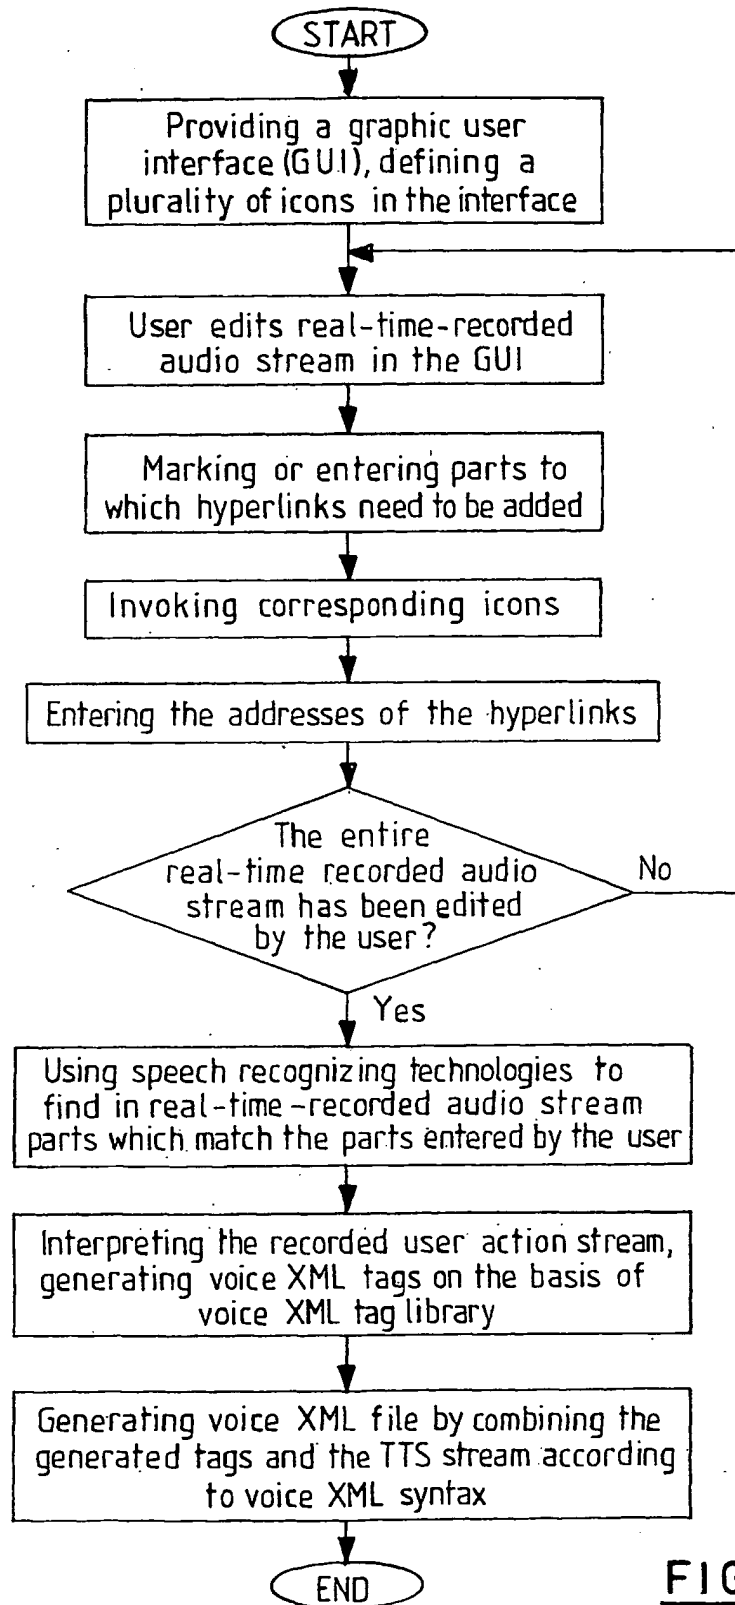 START
Providing a graphic user
interface (GUI), defining a
plurality of icons in the interface
User edits real-time-recorded
audio stream in the GUI
Marking or entering parts to
which hyperlinks need to be added
Invoking corresponding icons
Entering the addresses of the hyperlinks
The entire
real-time recorded audio
stream has been edited
by the user?
No
Yes
Using speech recognizing technologies to
find in real-time-recorded audio stream
parts which match the parts entered by the user
Interpreting the recorded user action stream,
generating voice XML tags on the basis of
voice XML tag library
Generating voice XML file by combining the
generated tags and the TTS stream according
to voice XML syntax
END
FIG